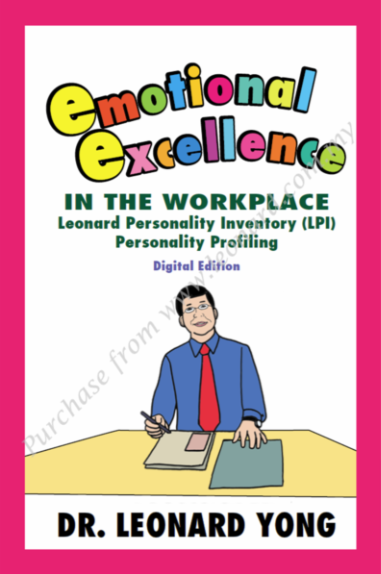 emotional
excellence
IN THE WORKPLACE
Leonard Personality Inventory (LPI)
Personality Profiling
Digital Edition
Purchase from www.leonard.com.my
DR. LEONARD YONG